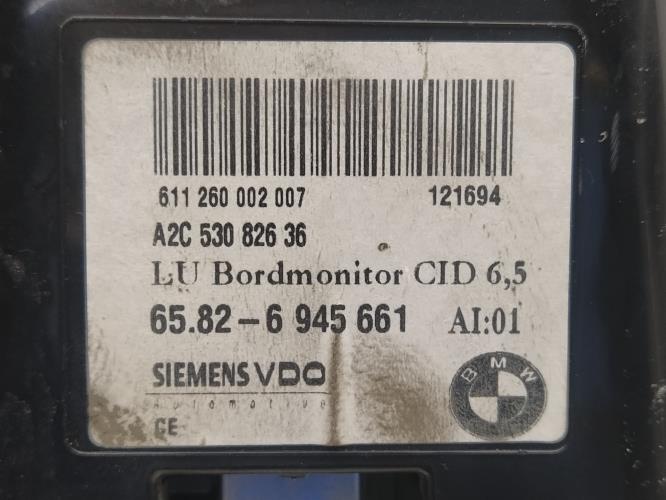 611 260 002 007 121694
A2C 530 826 36
LU Bordmonitor CID 6,5
65.82-6 945 661 AI:01
SIEMENS VDO
Automotive
CE
BMW